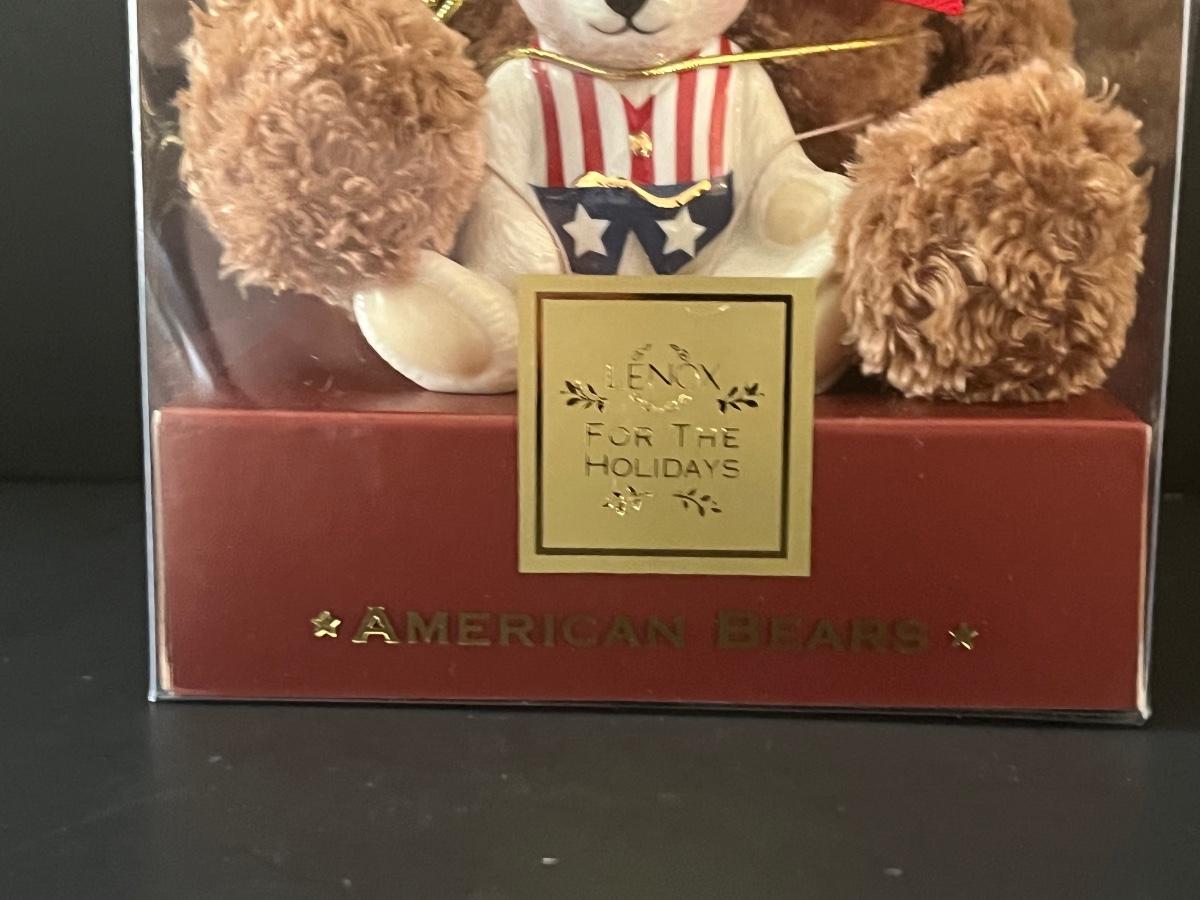 LENOX
FOR THE
HOLIDAYS
AMERICAN BEARS